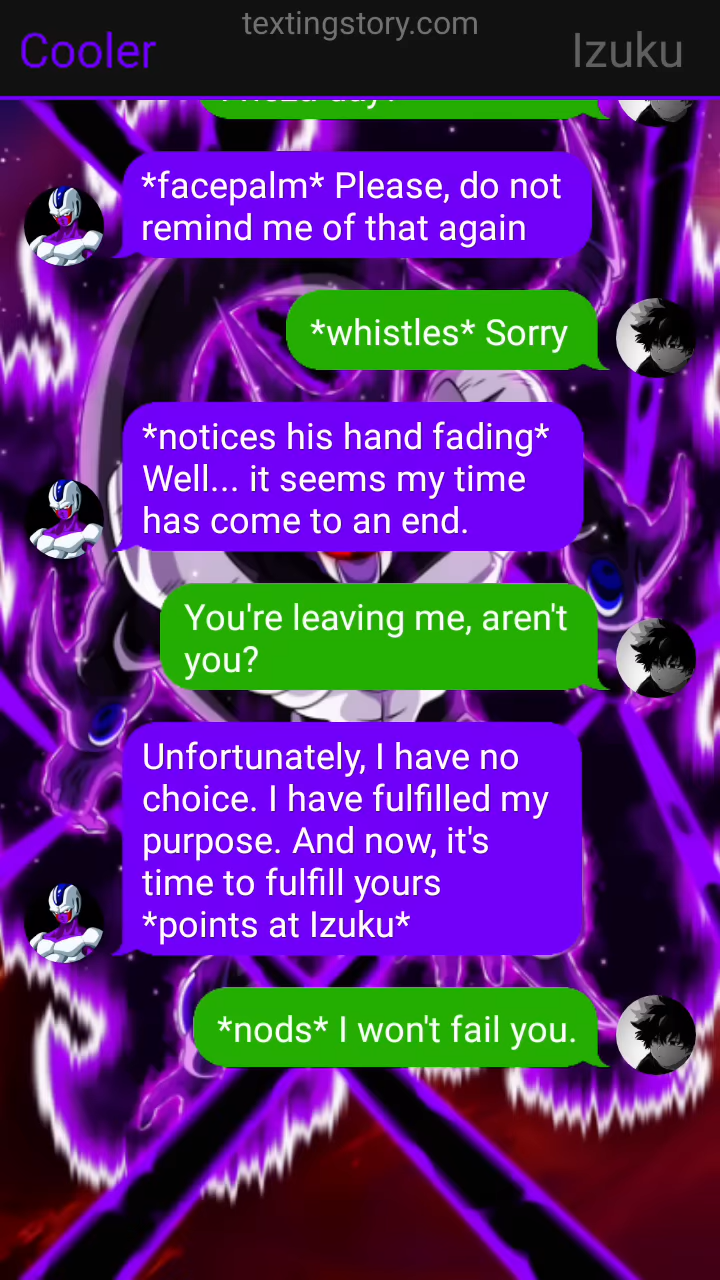 textingstory.com
Cooler
Izuku
*facepalm* Please, do not
remind me of that again
*whistles* Sorry
*notices his hand fading*
Well... it seems my time
has come to an end.
You're leaving me, aren't
you?
Unfortunately, I have no
choice. I have fulfilled my
purpose. And now, it's
time to fulfill yours
*points at Izuku*
*nods* I won't fail you.